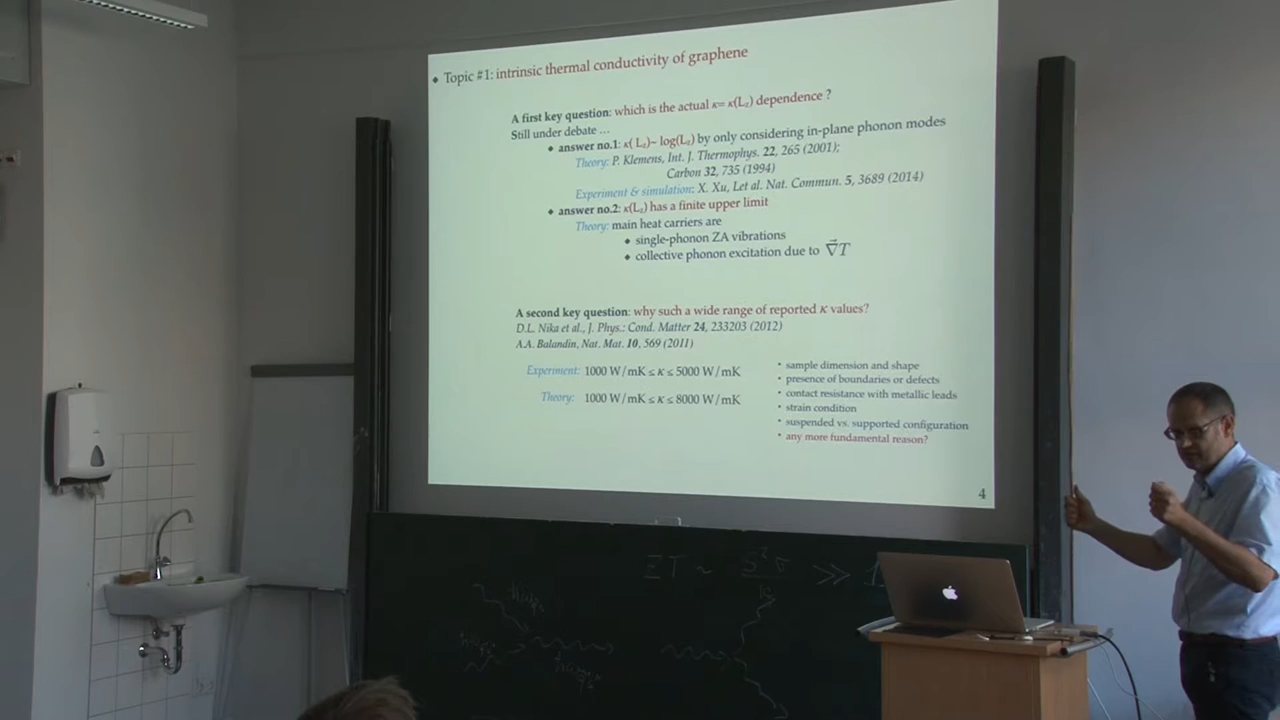 ♦ Topic #1: intrinsic thermal conductivity of graphene
A first key question: which is the actual κ= κ(Lz) dependence ?
Still under debate ...
♦ answer no.1: κ( Lz)~ log(Lz) by only considering in-plane phonon modes
Theory: P. Klemens, Int. J. Thermophys. 22, 265 (2001);
Carbon 32, 735 (1994)
Experiment & simulation: X. Xu, Let al. Nat. Commun. 5, 3689 (2014)
♦ answer no.2: κ(Lz) has a finite upper limit
Theory: main heat carriers are
♦ single-phonon ZA vibrations
♦ collective phonon excitation due to ∇⃗T
A second key question: why such a wide range of reported κ values?
D.L. Nika et al., J. Phys.: Cond. Matter 24, 233203 (2012)
A.A. Balandin, Nat. Mat. 10, 569 (2011)
Experiment: 1000 W/mK ≤ κ ≤ 5000 W/mK
Theory: 1000 W/mK ≤ κ ≤ 8000 W/mK
• sample dimension and shape
• presence of boundaries or defects
• contact resistance with metallic leads
• strain condition
• suspended vs. supported configuration
• any more fundamental reason?
4
ZT ~ S²σ ≫ 1
κ